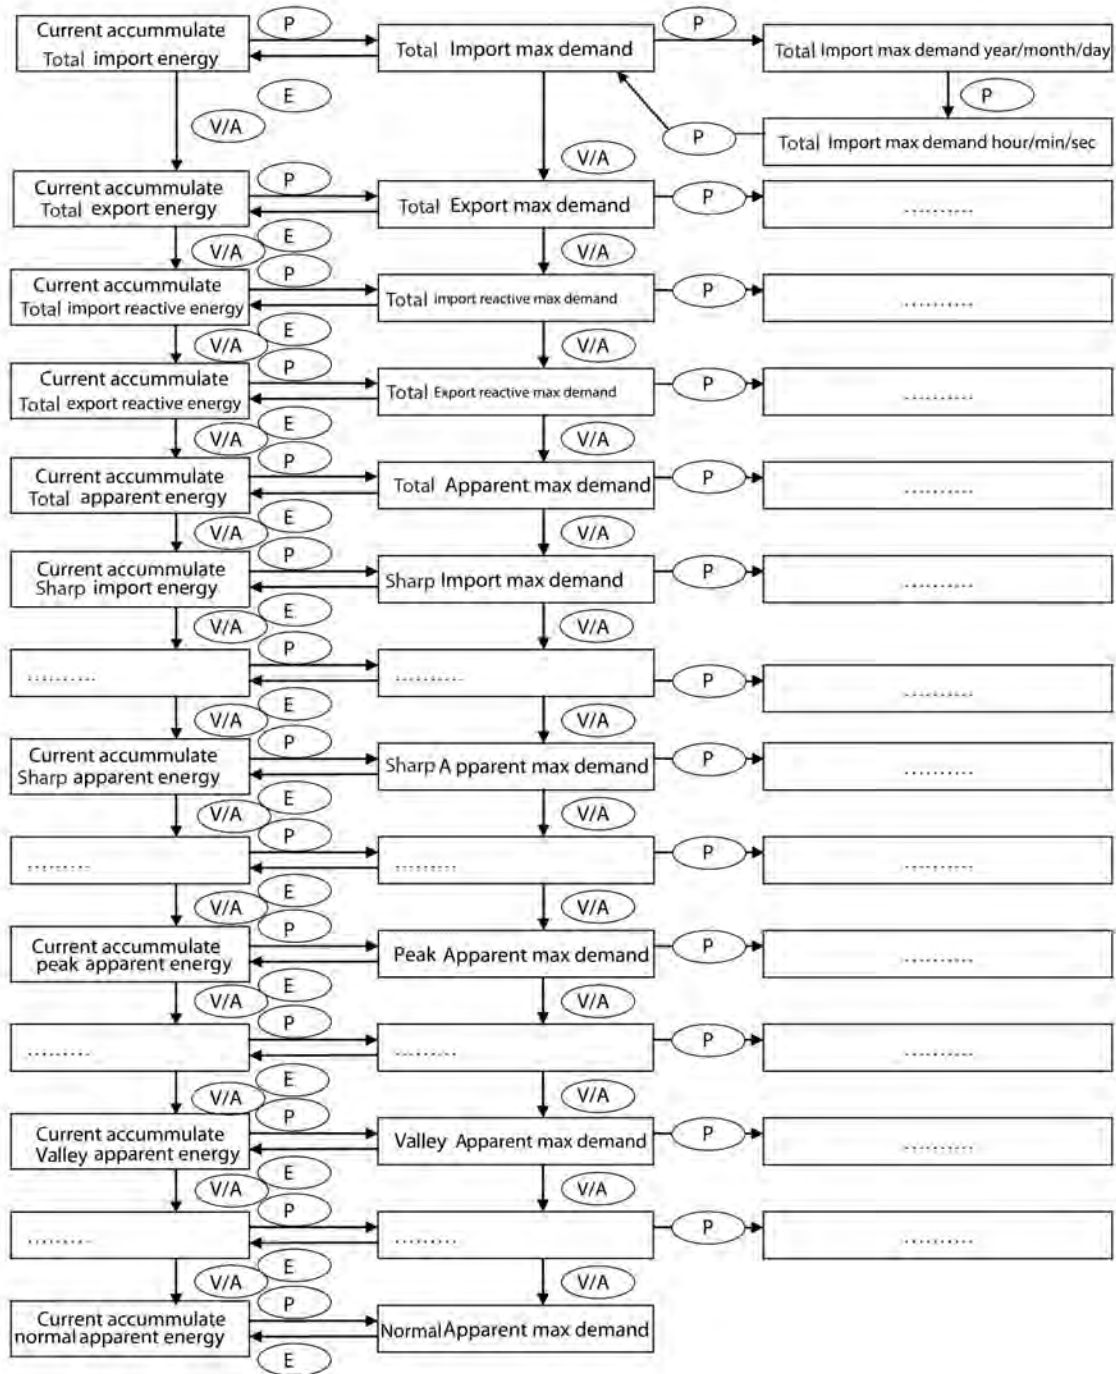 Current accumulate
Total import energy
P
Total Import max demand
P
Total Import max demand year/month/day
E
P
V/A
P
Total Import max demand hour/min/sec
V/A
Current accummulate
Total export energy
P
Total Export max demand
P
..........
E
V/A
V/A
P
Current accummulate
Total import reactive energy
Total import reactive max demand
P
..........
E
V/A
V/A
P
Current accummulate
Total export reactive energy
Total Export reactive max demand
P
..........
E
V/A
V/A
P
Current accummulate
Total apparent energy
Total Apparent max demand
P
..........
E
V/A
V/A
P
Current accummulate
Sharp import energy
Sharp Import max demand
P
..........
E
V/A
V/A
P
..........
..........
P
..........
E
V/A
V/A
P
Current accummulate
Sharp apparent energy
Sharp A pparent max demand
P
..........
E
V/A
V/A
P
.........
.........
P
..........
E
V/A
V/A
P
Current accummulate
peak apparent energy
Peak Apparent max demand
P
..........
E
V/A
V/A
P
.........
.........
P
..........
E
V/A
V/A
P
Current accummulate
Valley apparent energy
Valley Apparent max demand
P
..........
E
V/A
V/A
P
.........
.........
P
..........
E
V/A
V/A
P
Current accummulate
normal apparent energy
Normal Apparent max demand
E